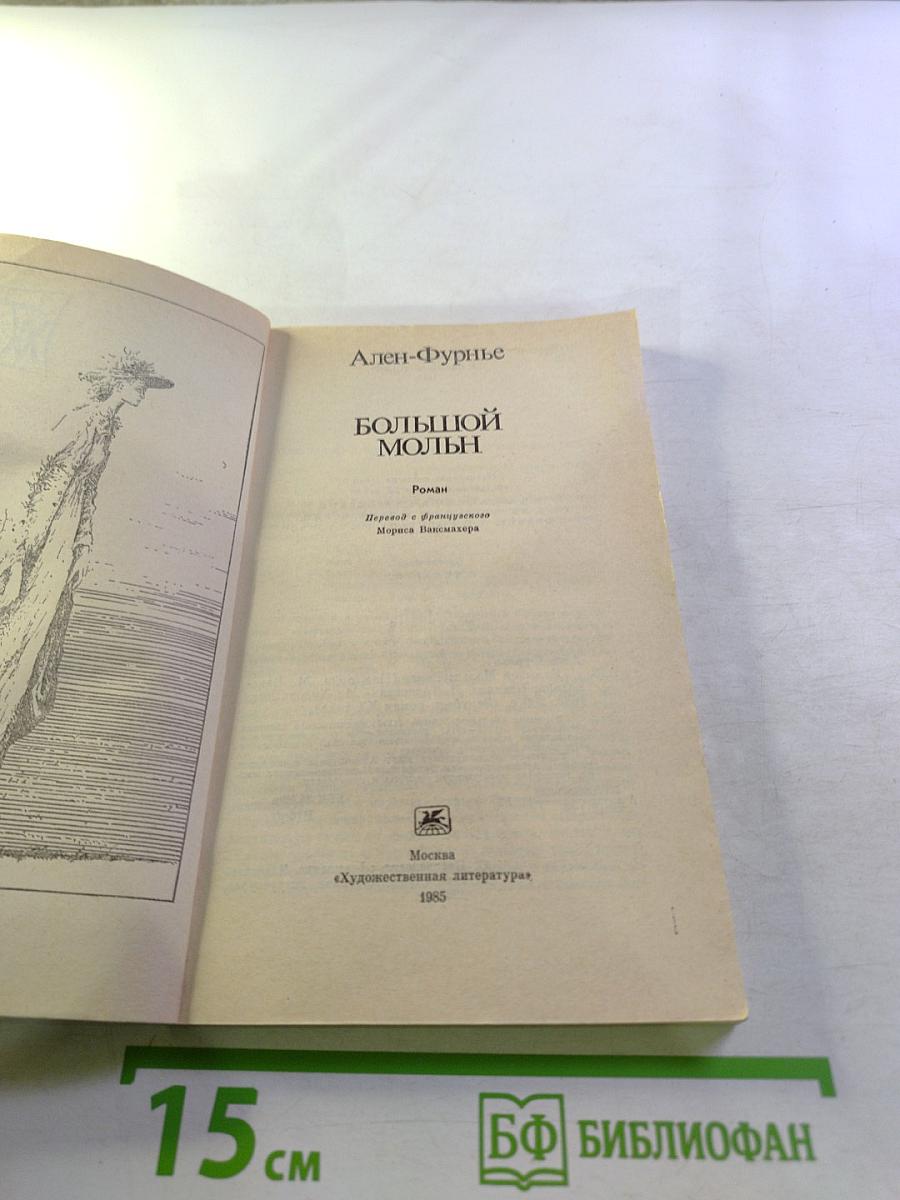 Ален-Фурнье
БОЛЬШОЙ
МОЛЬН
Роман
Перевод с французского
Мориса Ваксмахера
Москва
«Художественная литература»
1985
15 см
БФ БИБЛИОФАН